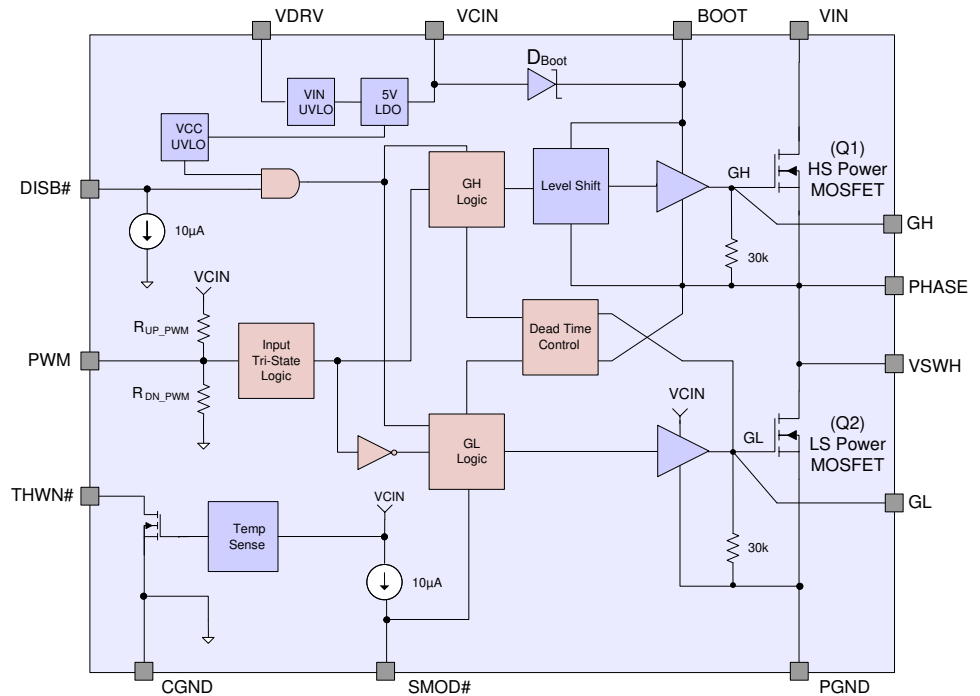 VDRV
VCIN
BOOT
VIN
DBoot
VIN
UVLO
5V
LDO
VCC
UVLO
(Q1)
HS Power
MOSFET
GH
Logic
Level Shift
GH
DISB#
10µA
GH
30k
VCIN
PHASE
RUP_PWM
Dead Time
Control
Input
Tri-State
Logic
PWM
VSWH
RDN_PWM
VCIN
(Q2)
LS Power
MOSFET
GL
Logic
GL
THWN#
VCIN
GL
Temp
Sense
30k
10µA
CGND
SMOD#
PGND